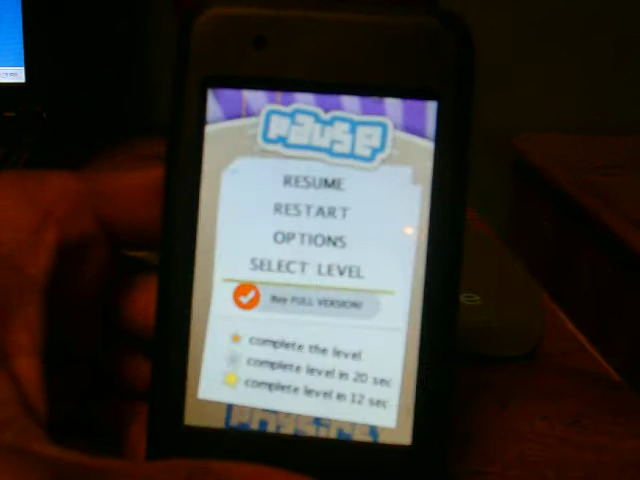 pause
RESUME
RESTART
OPTIONS
SELECT LEVEL
Buy FULL VERSION!
complete the level
complete level in 20 sec
complete level in 12 sec